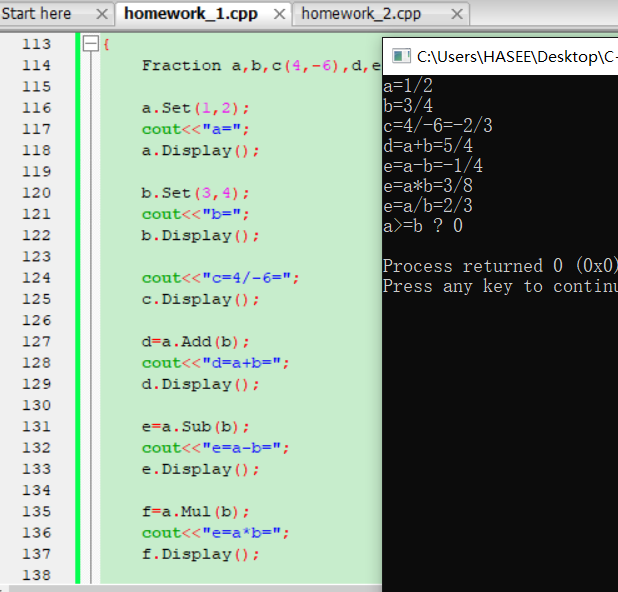 Start here
homework_1.cpp
homework_2.cpp
113 {
114 Fraction a,b,c(4,-6),d,e
115
116 a.Set(1,2);
117 cout<<"a=";
118 a.Display();
119
120 b.Set(3,4);
121 cout<<"b=";
122 b.Display();
123
124 cout<<"c=4/-6=";
125 c.Display();
126
127 d=a.Add(b);
128 cout<<"d=a+b=";
129 d.Display();
130
131 e=a.Sub(b);
132 cout<<"e=a-b=";
133 e.Display();
134
135 f=a.Mul(b);
136 cout<<"e=a*b=";
137 f.Display();
138
C:\Users\HASEE\Desktop\C-
a=1/2
b=3/4
c=4/-6=-2/3
d=a+b=5/4
e=a-b=-1/4
e=a*b=3/8
e=a/b=2/3
a>=b ? 0
Process returned 0 (0x0)
Press any key to continu